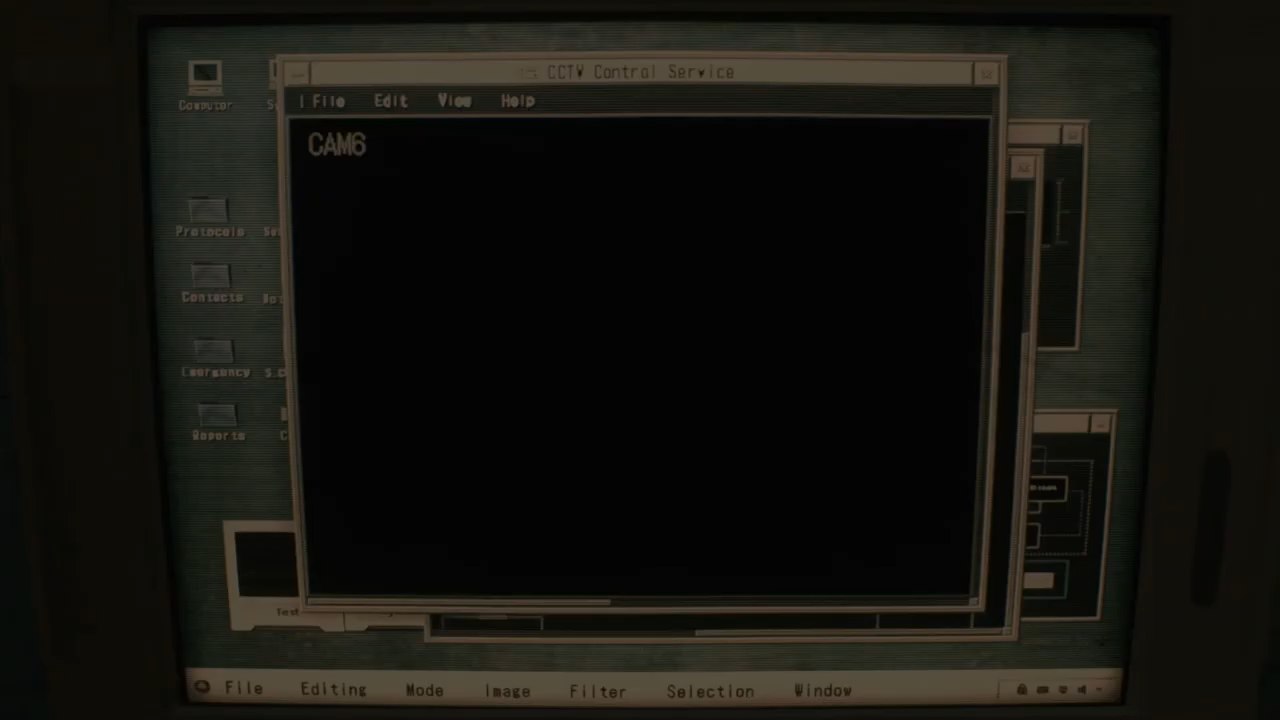 CCTV Control Service
File Edit View Help
CAM6
Computer
Protocols
Contacts
Emergency
Reports
Test
File Editing Mode Image Filter Selection Window